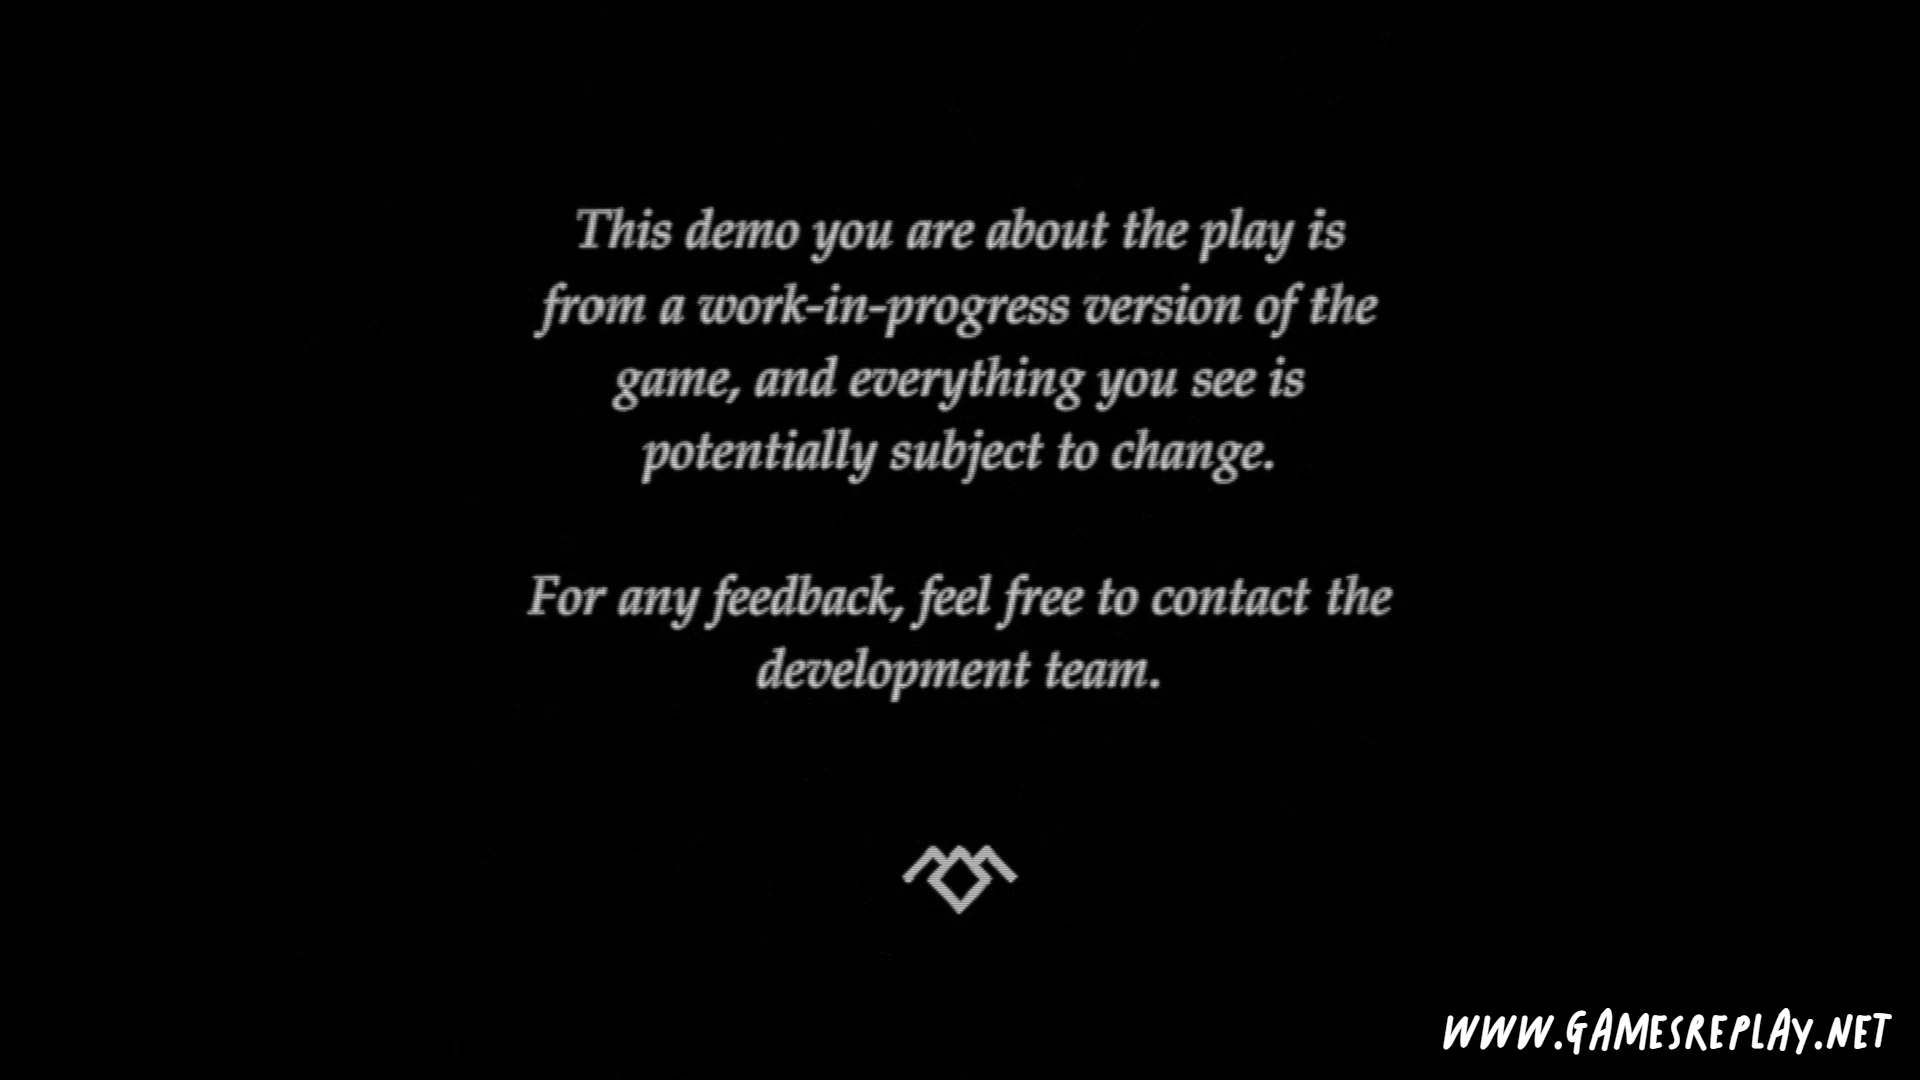 This demo you are about the play is
from a work-in-progress version of the
game, and everything you see is
potentially subject to change.
For any feedback, feel free to contact the
development team.
WWW.GAMESREPLAY.NET